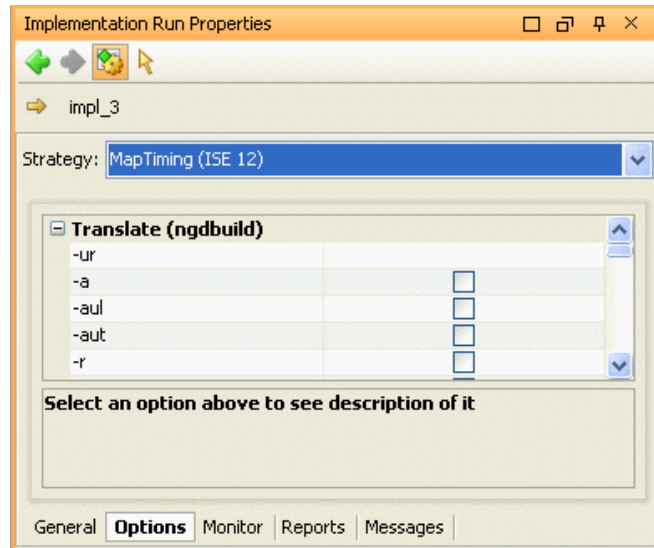 Implementation Run Properties
impl_3
Strategy: MapTiming (ISE 12)
Translate (ngdbuild)
-ur
-a
-aul
-aut
-r
Select an option above to see description of it
General Options Monitor Reports Messages